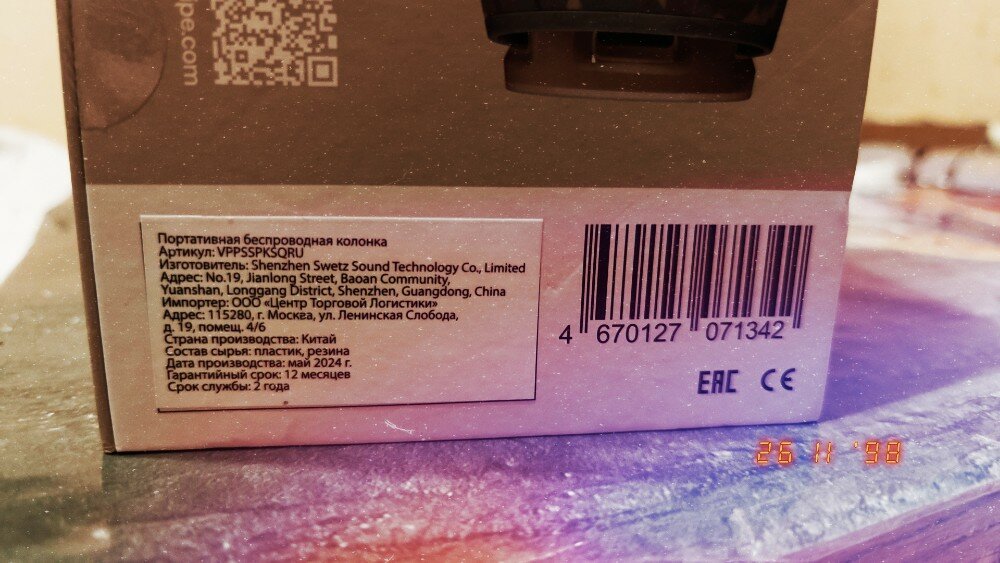 pe.com
Портативная беспроводная колонка
Артикул: VPPSSPKSQRU
Изготовитель: Shenzhen Swetz Sound Technology Co., Limited
Адрес: No.19, Jianlong Street, Baoan Community,
Yuanshan, Longgang District, Shenzhen, Guangdong, China
Импортер: ООО «Центр Торговой Логистики»
Адрес: 115280, г. Москва, ул. Ленинская Слобода,
д. 19, помещ. 4/6
Страна производства: Китай
Состав сырья: пластик, резина
Дата производства: май 2024 г.
Гарантийный срок: 12 месяцев
Срок службы: 2 года
4 670127 071342
EAC CE
26 11 '98